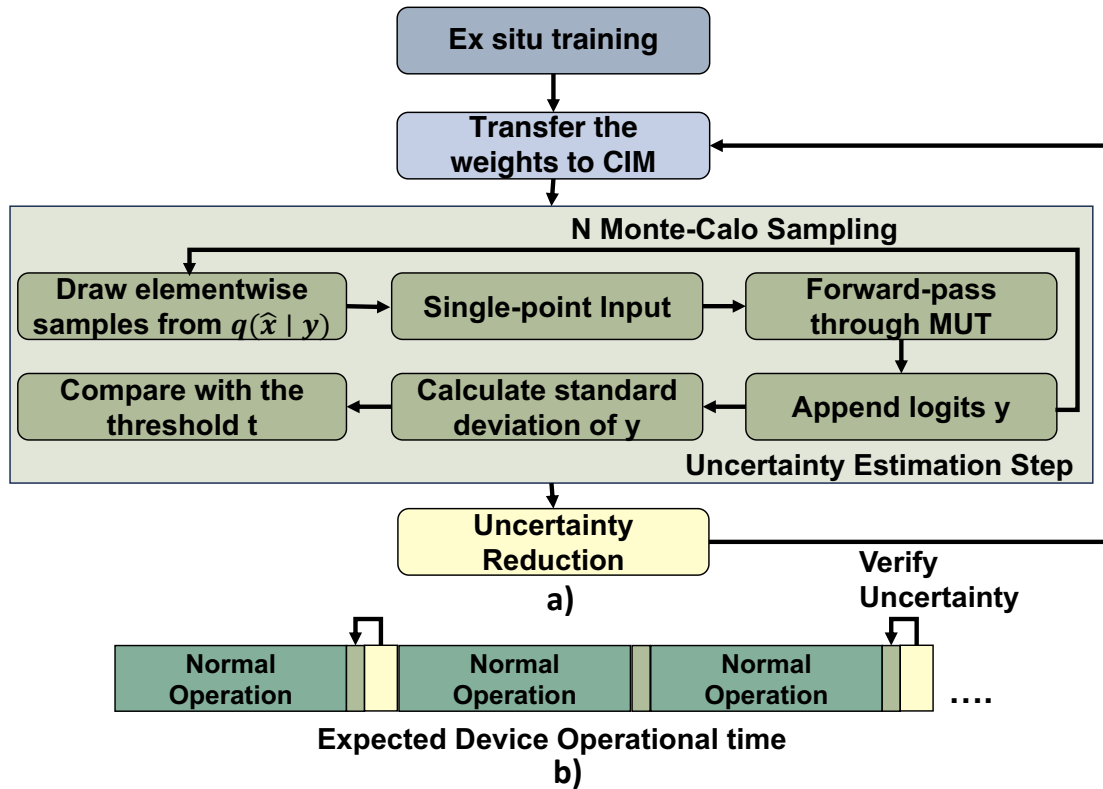 Ex situ training
Transfer the
weights to CIM
N Monte-Calo Sampling
Draw elementwise
samples from q(x̂ | y)
Single-point Input
Forward-pass
through MUT
Compare with the
threshold t
Calculate standard
deviation of y
Append logits y
Uncertainty Estimation Step
Uncertainty
Reduction
Verify
Uncertainty
a)
Normal
Operation
Normal
Operation
Normal
Operation
....
Expected Device Operational time
b)